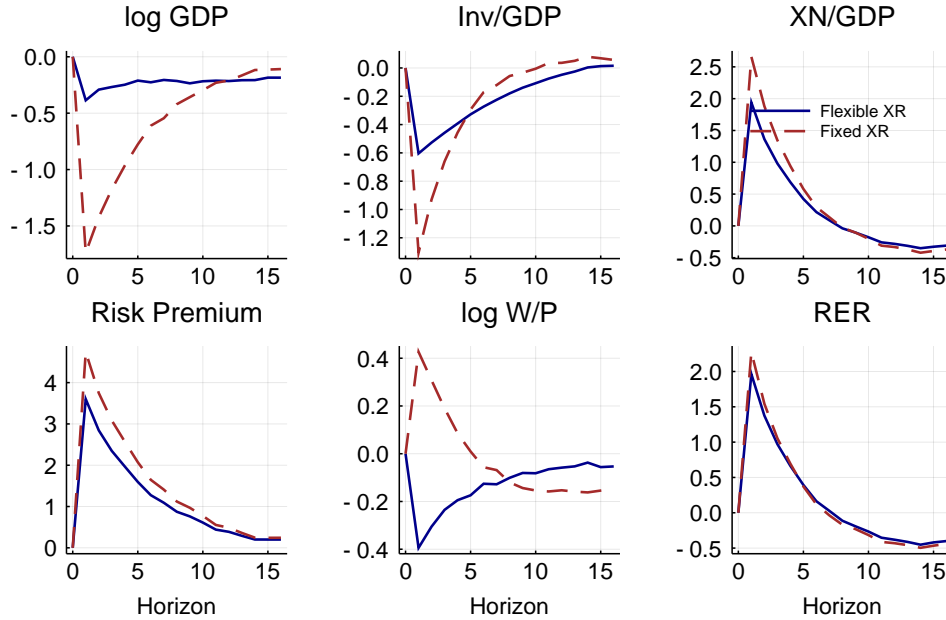 log GDP
Inv/GDP
XN/GDP
0.0
- 0.5
- 1.0
- 1.5
0 5 10 15
0.0
- 0.2
- 0.4
- 0.6
- 0.8
- 1.0
- 1.2
0 5 10 15
2.5
2.0
1.5
1.0
0.5
0.0
- 0.5
0 5 10 15
Flexible XR
Fixed XR
Risk Premium
log W/P
RER
4
3
2
1
0
0 5 10 15
Horizon
0.4
0.2
0.0
- 0.2
- 0.4
0 5 10 15
Horizon
2.0
1.5
1.0
0.5
0.0
- 0.5
0 5 10 15
Horizon